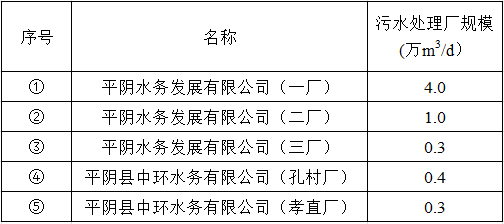 序号 名称 污水处理厂规模
(万m³/d)
① 平阴水务发展有限公司（一厂） 4.0
② 平阴水务发展有限公司（二厂） 1.0
③ 平阴水务发展有限公司（三厂） 0.3
④ 平阴县中环水务有限公司（孔村厂） 0.4
⑤ 平阴县中环水务有限公司（孝直厂） 0.3